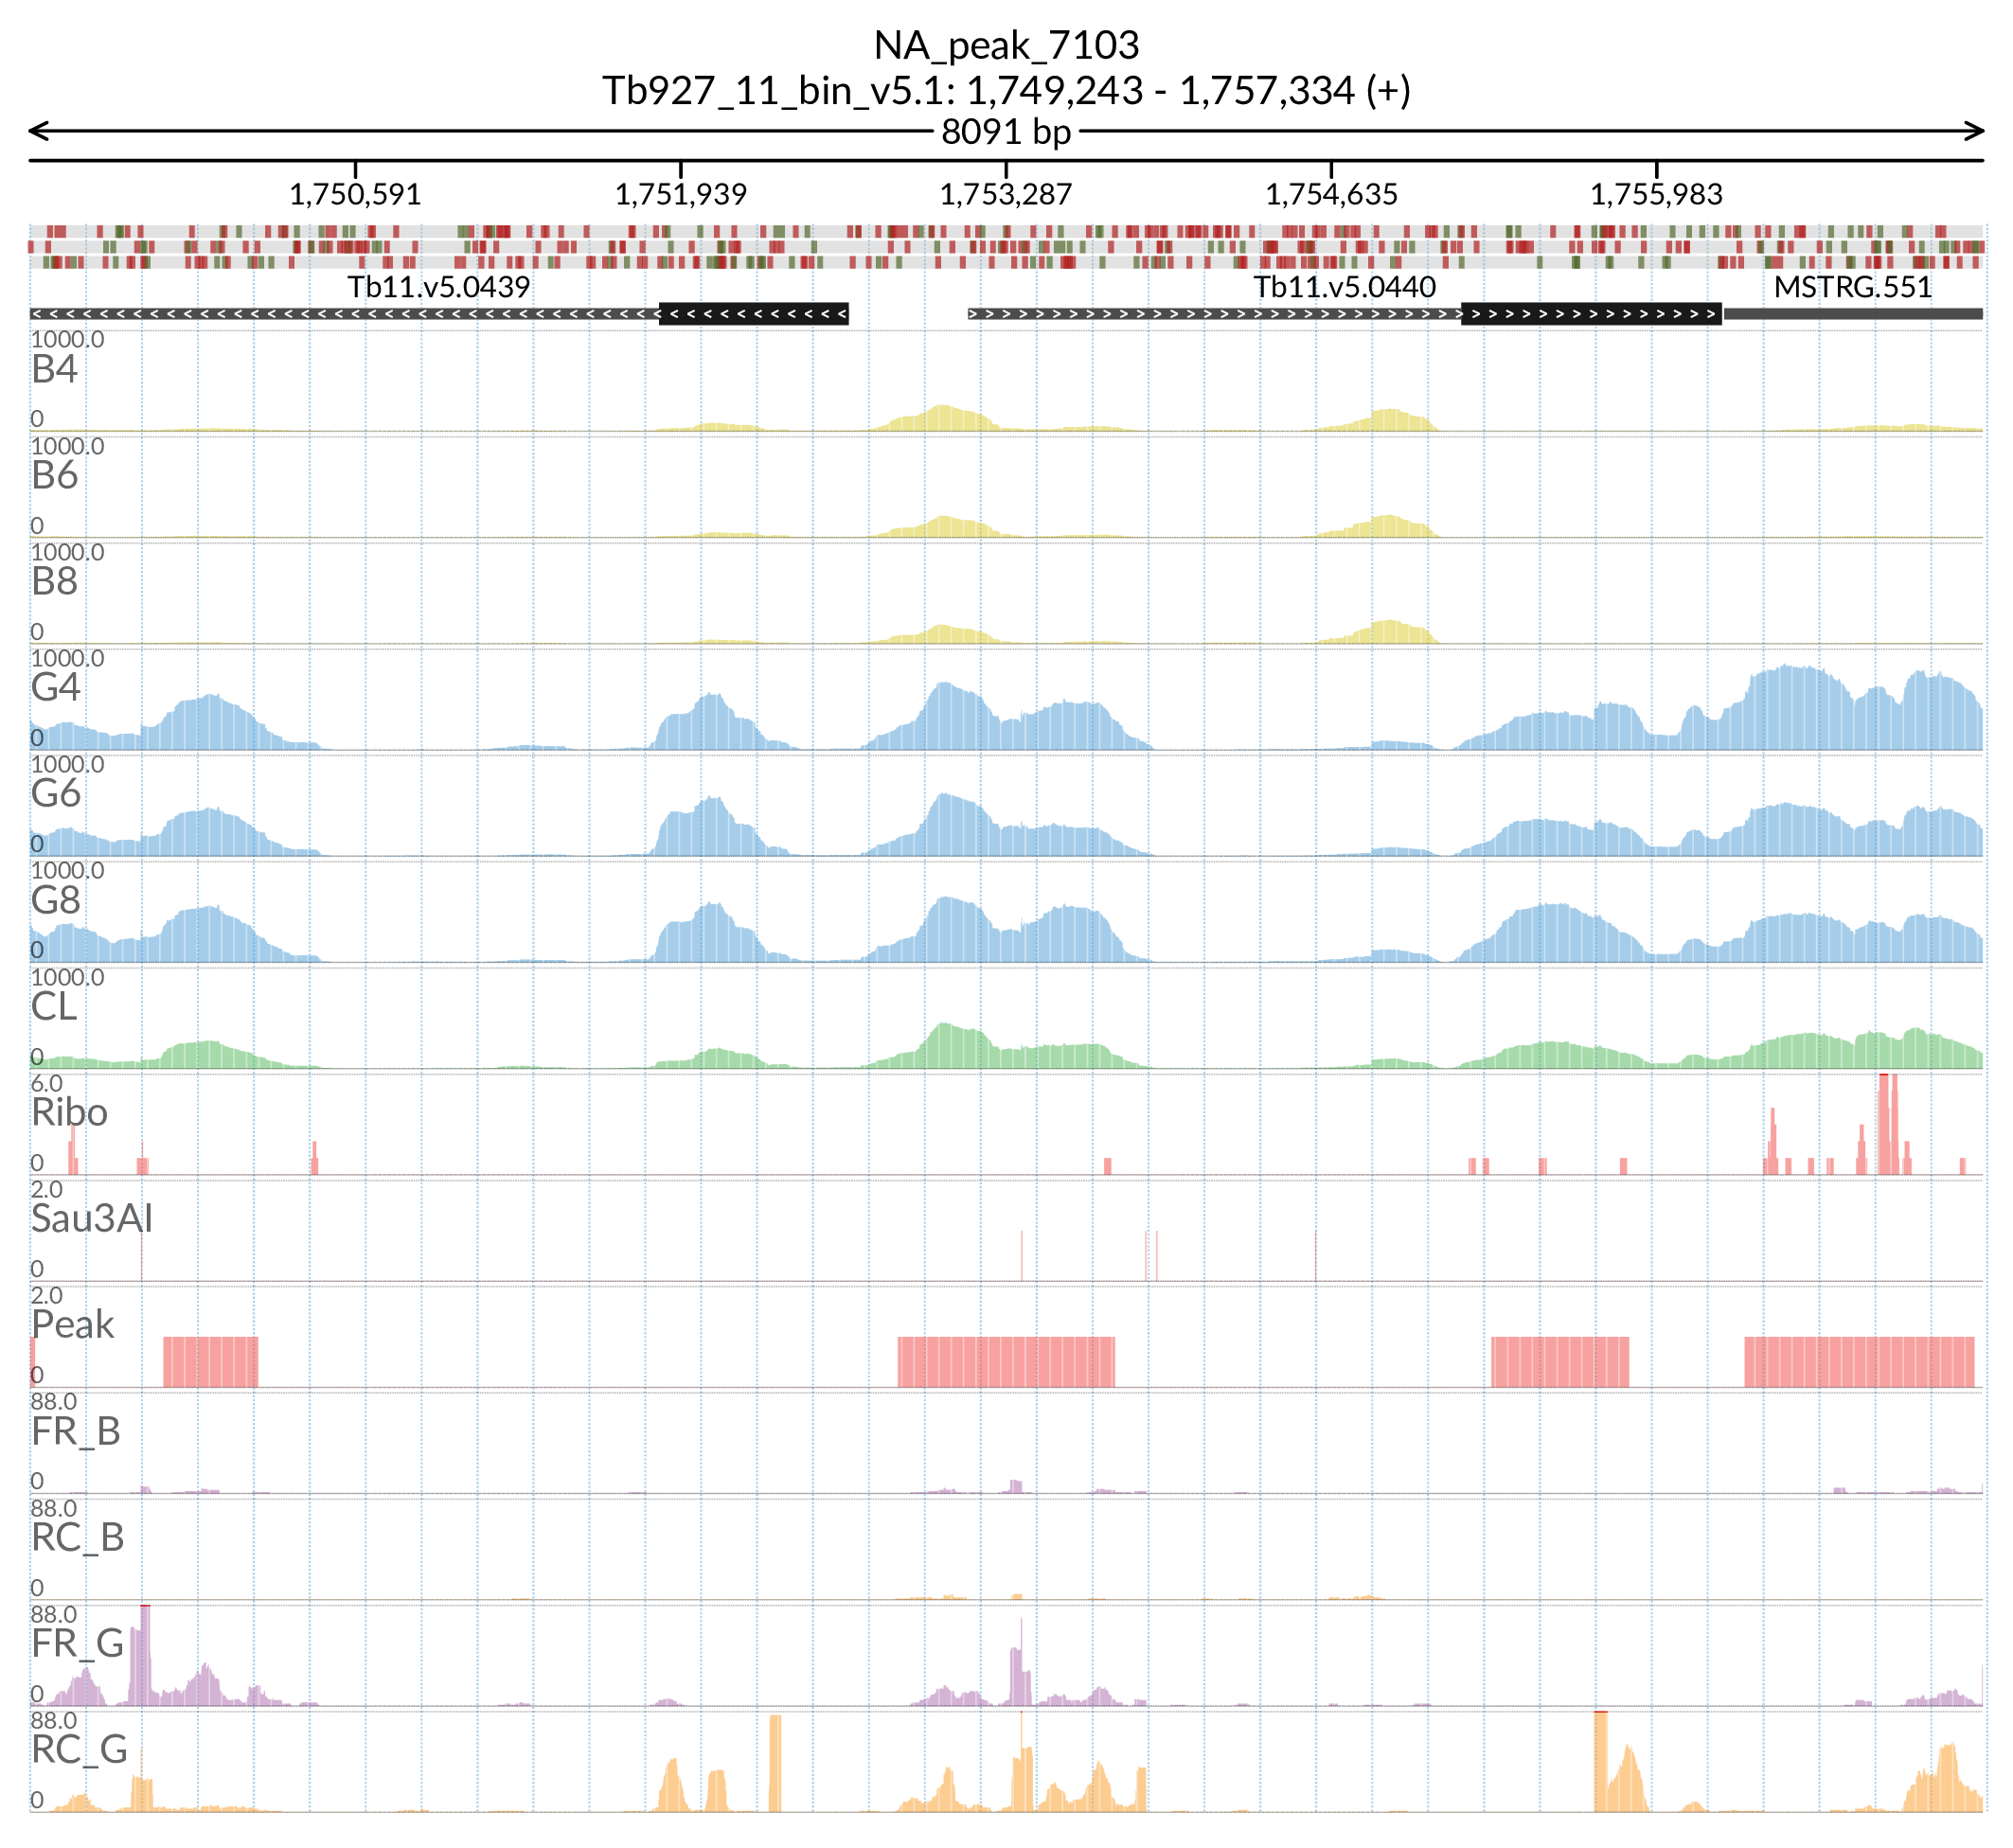 NA_peak_7103
Tb927_11_bin_v5.1: 1,749,243 - 1,757,334 (+)
8091 bp
1,750,591 1,751,939 1,753,287 1,754,635 1,755,983
Tb11.v5.0439 Tb11.v5.0440 MSTRG.551
1000.0
B4
0
1000.0
B6
0
1000.0
B8
0
1000.0
G4
0
1000.0
G6
0
1000.0
G8
0
1000.0
CL
0
6.0
Ribo
0
2.0
Sau3AI
0
2.0
Peak
0
88.0
FR_B
0
88.0
RC_B
0
88.0
FR_G
0
88.0
RC_G
0